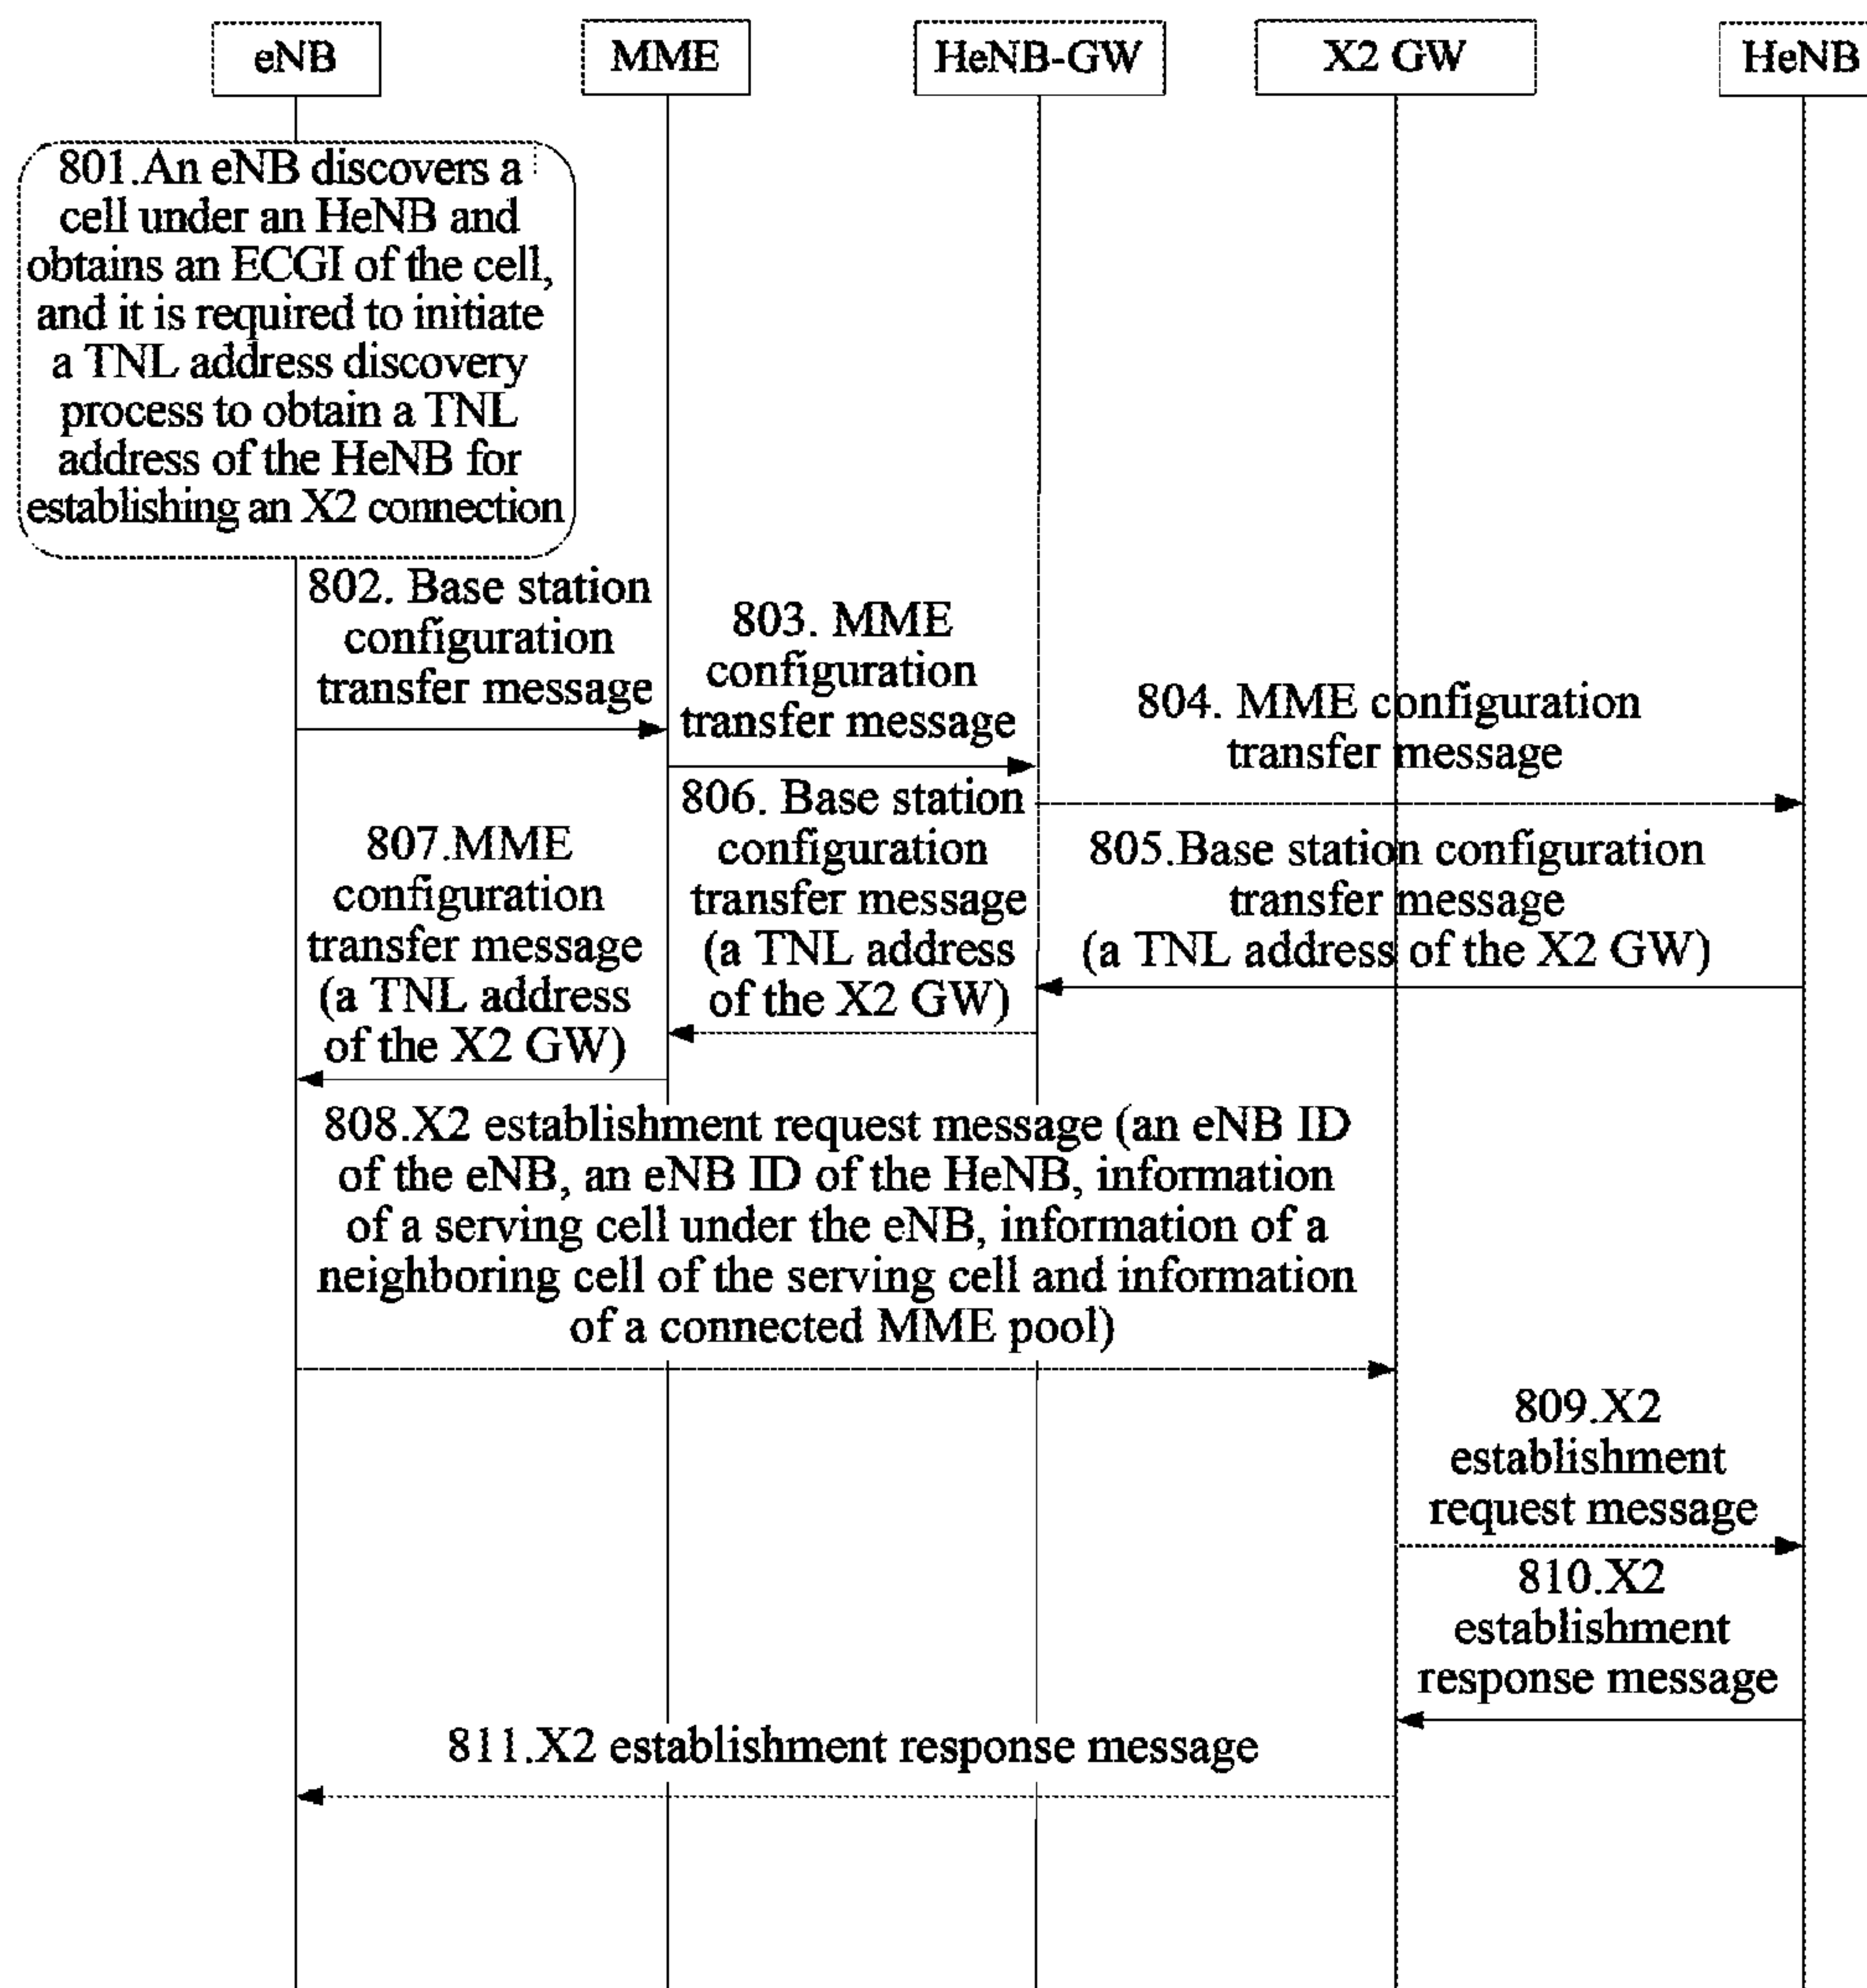 eNB
MME
HeNB-GW
X2 GW
HeNB
801.An eNB discovers a
cell under an HeNB and
obtains an ECGI of the cell,
and it is required to initiate
a TNL address discovery
process to obtain a TNL
address of the HeNB for
establishing an X2 connection
802. Base station
configuration
transfer message
803. MME
configuration
transfer message
804. MME configuration
transfer message
805.Base station configuration
transfer message
(a TNL address of the X2 GW)
806. Base station
configuration
transfer message
(a TNL address
of the X2 GW)
807.MME
configuration
transfer message
(a TNL address
of the X2 GW)
808.X2 establishment request message (an eNB ID
of the eNB, an eNB ID of the HeNB, information
of a serving cell under the eNB, information of a
neighboring cell of the serving cell and information
of a connected MME pool)
809.X2
establishment
request message
810.X2
establishment
response message
811.X2 establishment response message